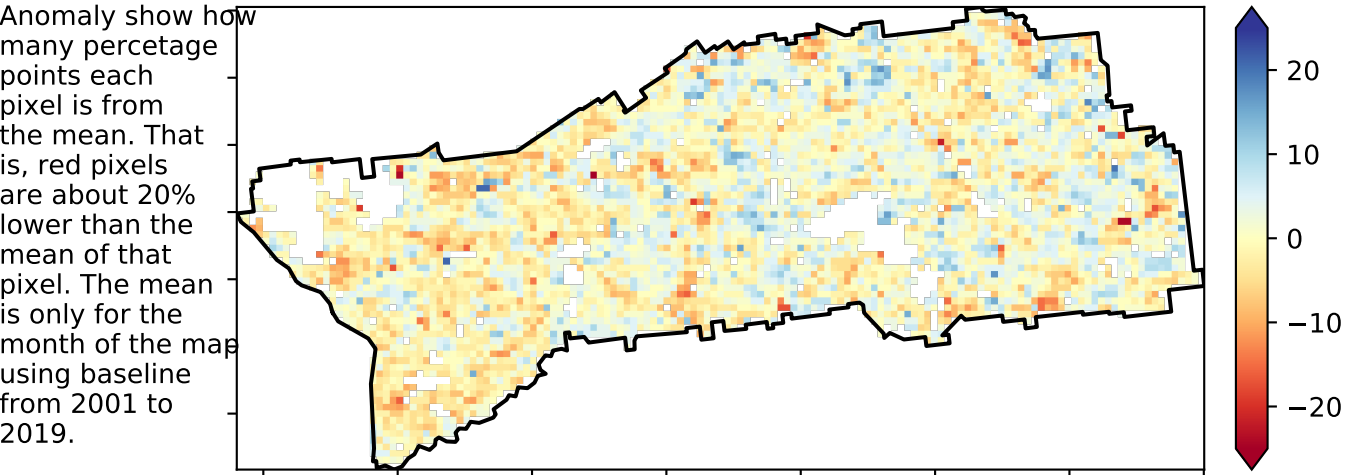 Anomaly show how
many percetage
points each
pixel is from
the mean. That
is, red pixels
are about 20%
lower than the
mean of that
pixel. The mean
is only for the
month of the map
using baseline
from 2001 to
2019.
20
10
0
−10
−20